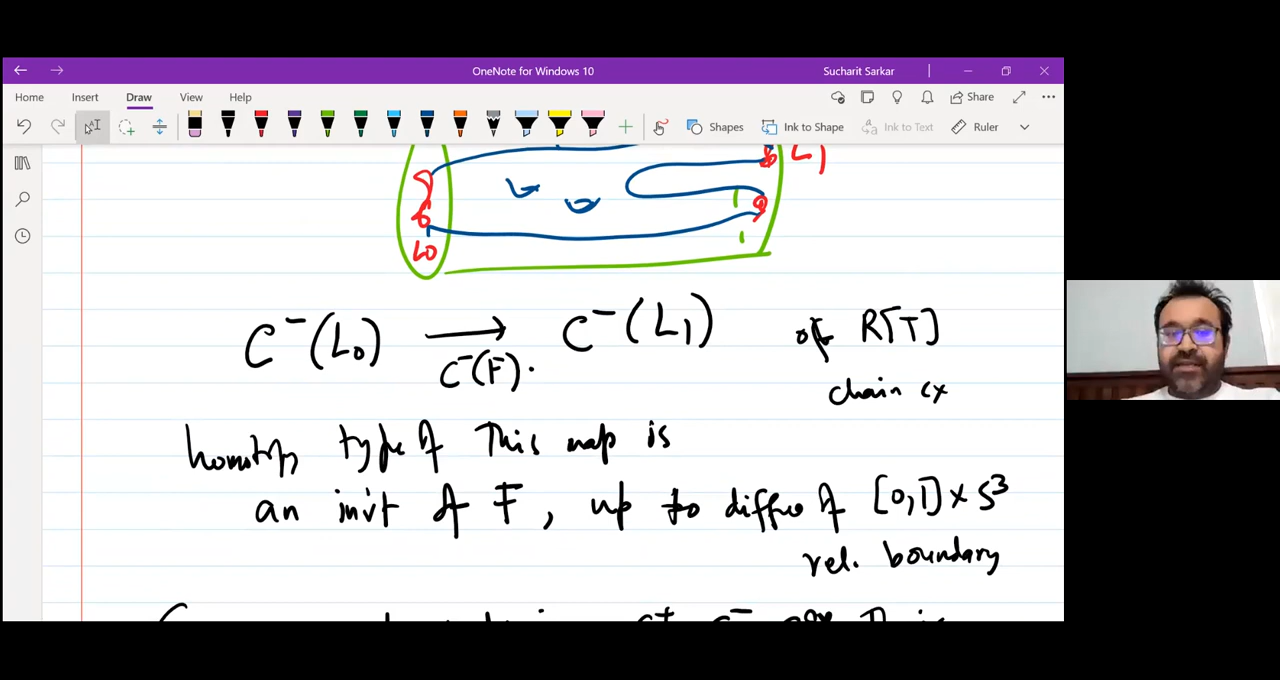 OneNote for Windows 10
Sucharit Sarkar
Home Insert Draw View Help
Share
Shapes Ink to Shape Ink to Text Ruler
L1
L0
C⁻(L0) → C⁻(L1) of R[T]
C⁻(F).
chain cx
homotopy type of This map is
an invt of F, up to diffeo of [0,1] × S³
rel. boundary